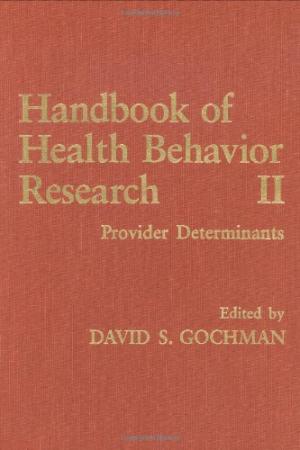 Handbook of
Health Behavior
Research II
Provider Determinants
Edited by
DAVID S. GOCHMAN